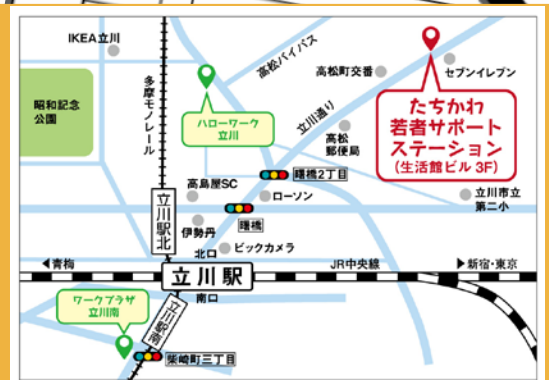 IKEA立川
昭和記念
公園
多摩モノレール
ハローワーク
立川
高松バイパス
立川通り
高松町交番
セブンイレブン
たちかわ
若者サポート
ステーション
(生活館ビル 3F)
高松
郵便局
曙橋2丁目
高島屋SC
ローソン
立川市立
第二小
曙橋
伊勢丹
立川駅北
北口
ビックカメラ
◀青梅
JR中央線
▶新宿・東京
立川駅
南口
ワークプラザ
立川南
立川駅南
柴崎町三丁目